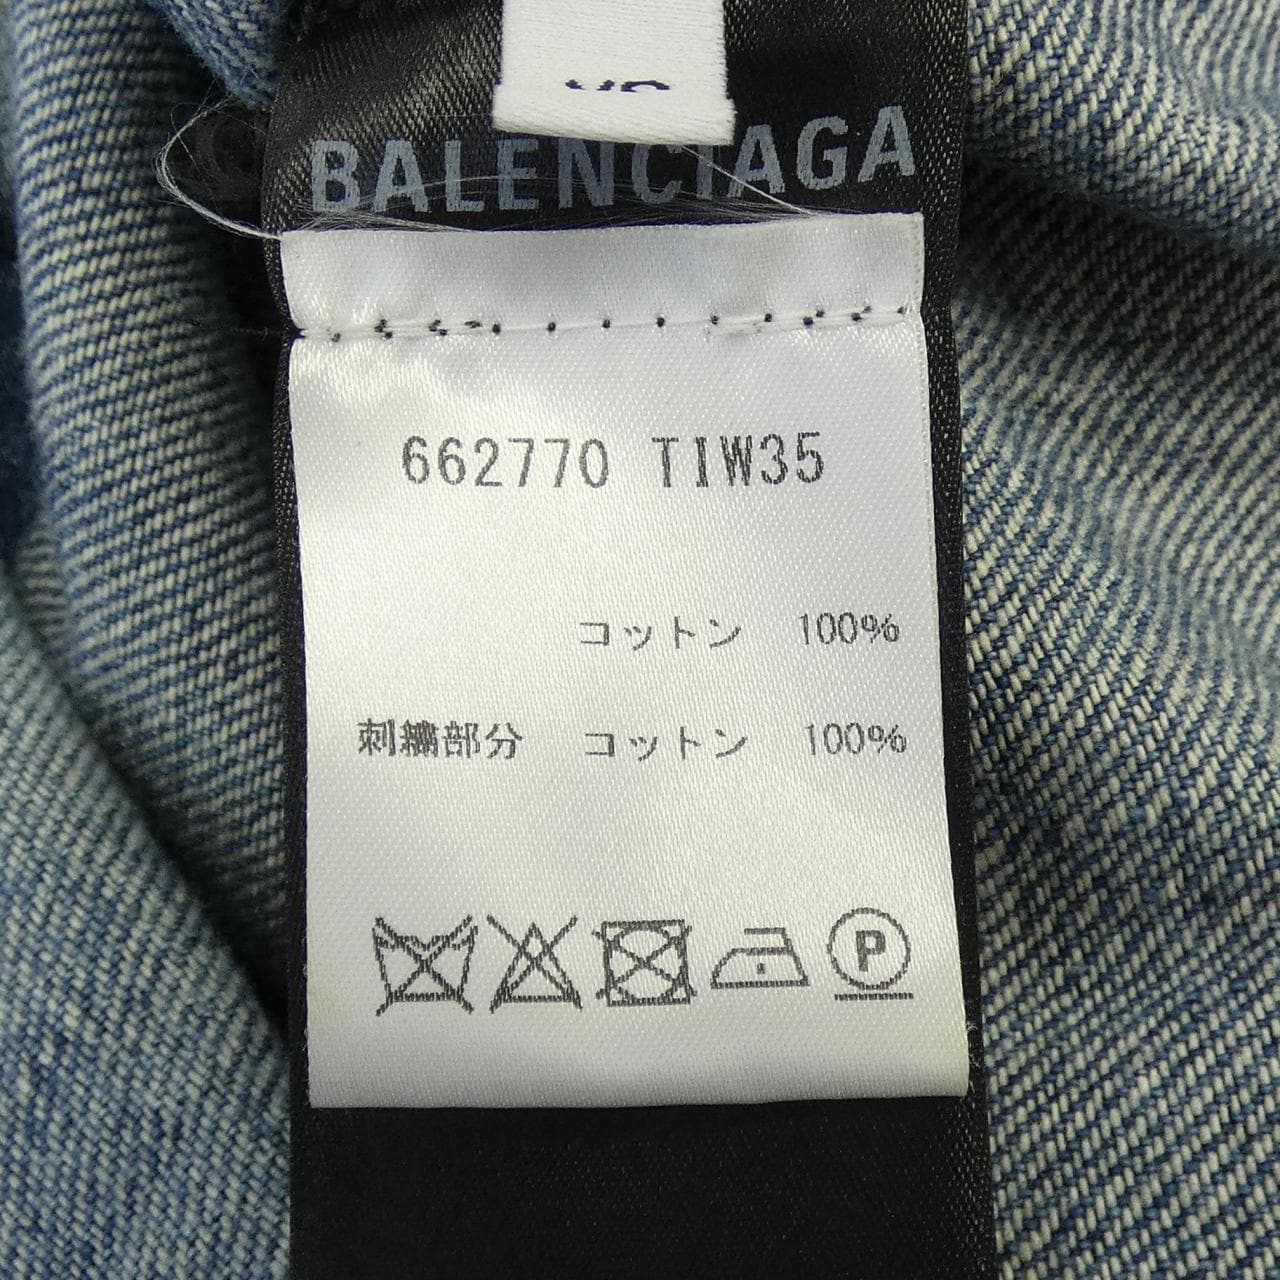 BALENCIAGA
662770 TIW35
コットン 100%
刺繍部分 コットン 100%
P